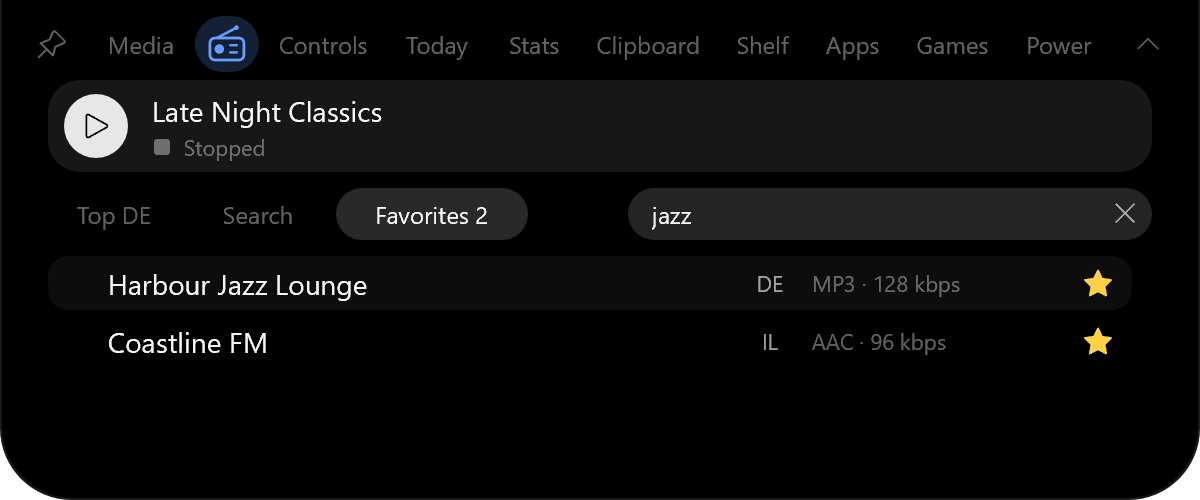 Media Controls Today Stats Clipboard Shelf Apps Games Power
Late Night Classics
Stopped
Top DE Search Favorites 2 jazz
Harbour Jazz Lounge DE MP3 · 128 kbps
Coastline FM IL AAC · 96 kbps